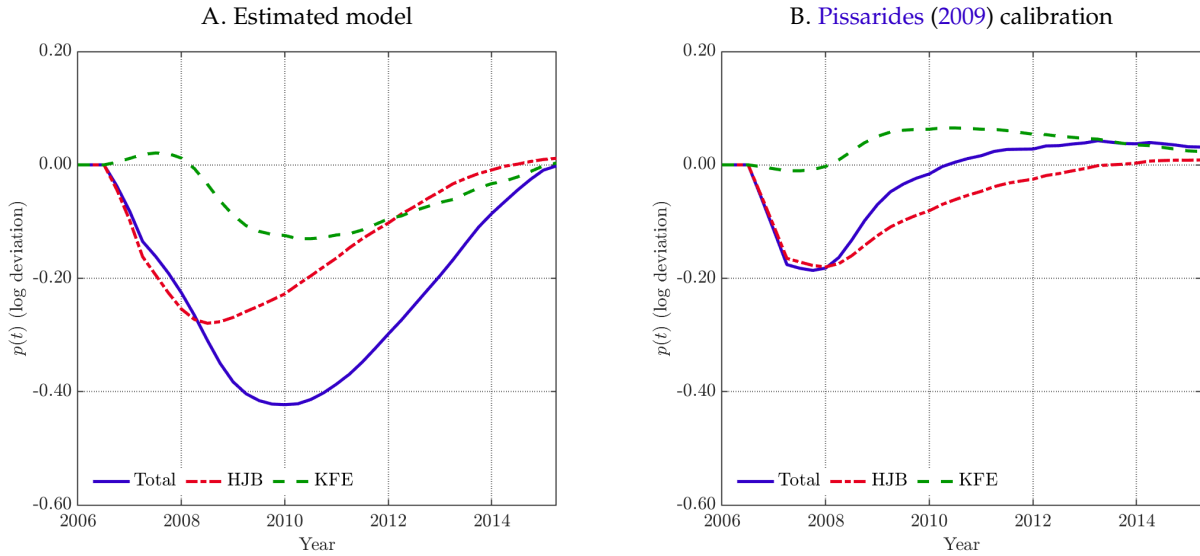 A. Estimated model
0.20
0.00
-0.20
-0.40
-0.60
p(t) (log deviation)
Total HJB KFE
2006 2008 2010 2012 2014
Year
B. Pissarides (2009) calibration
0.20
0.00
-0.20
-0.40
-0.60
p(t) (log deviation)
Total HJB KFE
2006 2008 2010 2012 2014
Year